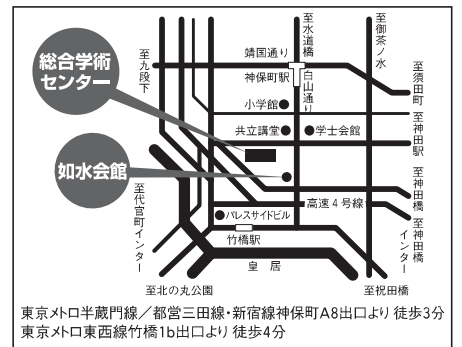 至水道橋
至御茶ノ水
靖国通り
至九段下
総合学術
センター
神保町駅
白山通り
至須田町
小学館
共立講堂
学士会館
至神田駅
如水会館
至神田橋
至代官町インター
高速4号線
至神田橋インター
パレスサイドビル
竹橋駅
皇居
至北の丸公園
至祝田橋
東京メトロ半蔵門線／都営三田線・新宿線神保町A8出口より 徒歩3分
東京メトロ東西線竹橋1b出口より 徒歩4分